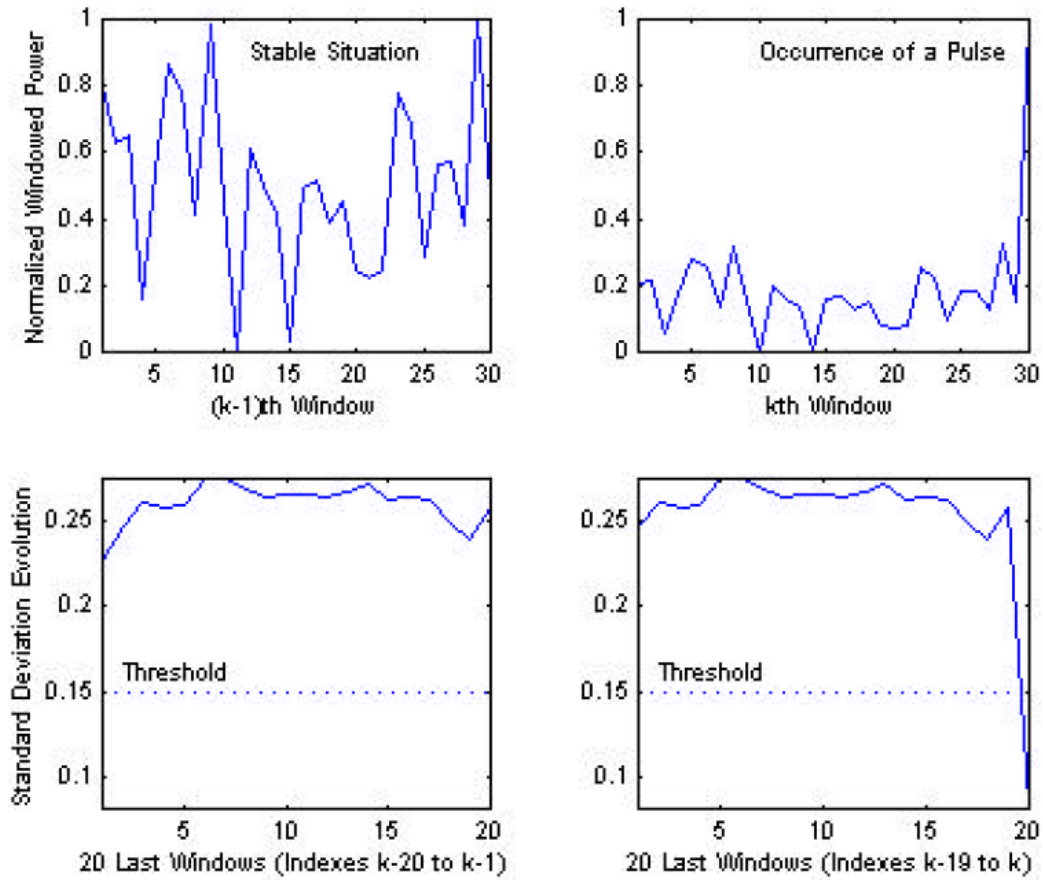 Normalized Windowed Power
1
0.8
0.6
0.4
0.2
0
Stable Situation
5 10 15 20 25 30
(k-1)th Window
1
0.8
0.6
0.4
0.2
0
Occurrence of a Pulse
5 10 15 20 25 30
kth Window
Standard Deviation Evolution
0.25
0.2
0.15
0.1
Threshold
5 10 15 20
20 Last Windows (Indexes k-20 to k-1)
0.25
0.2
0.15
0.1
Threshold
5 10 15 20
20 Last Windows (Indexes k-19 to k)